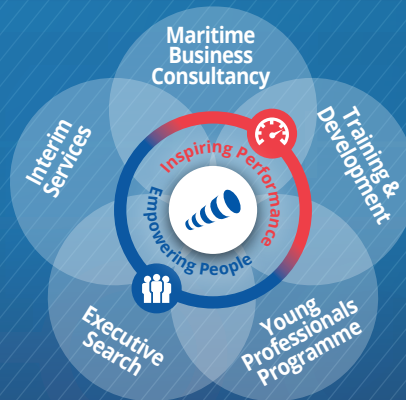 Maritime
Business
Consultancy
Interim
Services
Training &
Development
Inspiring Performance
Empowering People
Executive
Search
Young
Professionals
Programme